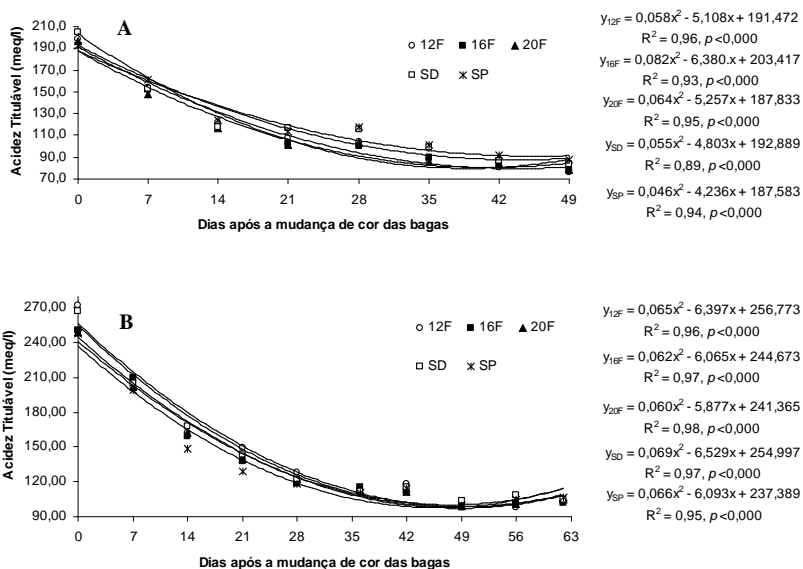 A
Acidez Titulável (meq/l)
210,0
190,0
170,0
150,0
130,0
110,0
90,0
70,0
12F 16F 20F
SD SP
0 7 14 21 28 35 42 49
Dias após a mudança de cor das bagas
y12F = 0,058x² - 5,108x + 191,472
R² = 0,96, p<0,000
y16F = 0,082x² - 6,380.x + 203,417
R² = 0,93, p<0,000
y20F = 0,064x² - 5,257x + 187,833
R² = 0,95, p<0,000
ySD = 0,055x² - 4,803x + 192,889
R² = 0,89, p<0,000
ySP = 0,046x² - 4,236x + 187,583
R² = 0,94, p<0,000
B
Acidez Titulável (meq/l)
270,00
240,00
210,00
180,00
150,00
120,00
90,00
12F 16F 20F
SD SP
0 7 14 21 28 35 42 49 56 63
Dias após a mudança de cor das bagas
y12F = 0,065x² - 6,397x + 256,773
R² = 0,96, p<0,000
y16F = 0,062x² - 6,065x + 244,673
R² = 0,97, p<0,000
y20F = 0,060x² - 5,877x + 241,365
R² = 0,98, p<0,000
ySD = 0,069x² - 6,529x + 254,997
R² = 0,97, p<0,000
ySP = 0,066x² - 6,093x + 237,389
R² = 0,95, p<0,000